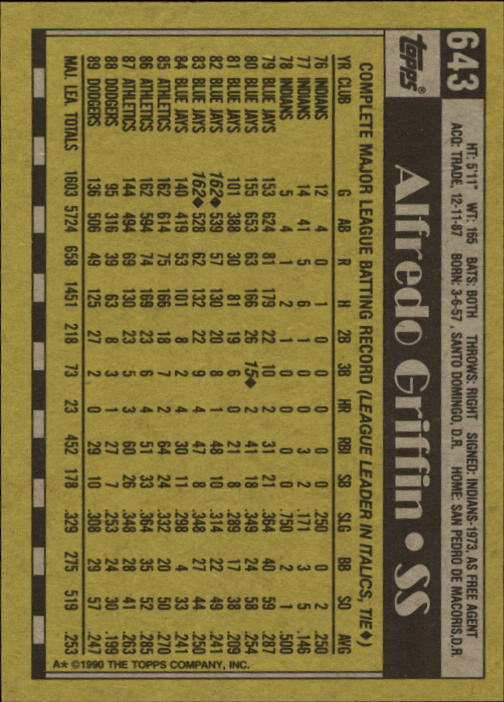 643
HT: 5'11" WT: 165 BATS: BOTH THROWS: RIGHT SIGNED: INDIANS-1973, AS FREE AGENT
ACQ: TRADE, 12-11-87 BORN: 3-6-57, SANTO DOMINGO, D.R. HOME: SAN PEDRO DE MACORIS,D.R.
topps®
Alfredo Griffin • SS
COMPLETE MAJOR LEAGUE BATTING RECORD (LEAGUE LEADER IN ITALICS, TIE♦)
YR CLUB G AB R H 2B 3B HR RBI SB SLG BB SO AVG
76 INDIANS 12 4 0 1 0 0 0 0 0 .250 0 2 .250
77 INDIANS 14 41 5 6 1 0 0 3 2 .171 3 5 .146
78 INDIANS 5 4 1 2 1 0 0 0 0 .750 2 1 .500
79 BLUE JAYS 153 624 81 179 22 10 2 31 21 .364 40 59 .287
80 BLUE JAYS 155 653 63 166 26 15♦ 2 41 18 .349 24 58 .254
81 BLUE JAYS 101 388 30 81 19 6 0 21 8 .289 17 38 .209
82 BLUE JAYS 162♦ 539 57 130 20 8 1 48 10 .314 22 49 .241
83 BLUE JAYS 162♦ 528 62 132 22 9 4 47 8 .348 27 44 .250
84 BLUE JAYS 140 419 53 101 8 2 4 30 11 .298 4 33 .241
85 ATHLETICS 162 614 75 166 18 7 2 64 24 .332 20 50 .270
86 ATHLETICS 162 594 74 169 23 6 4 51 33 .364 35 52 .285
87 ATHLETICS 144 494 69 130 23 5 3 60 26 .348 28 41 .263
88 DODGERS 95 316 39 63 8 3 1 27 7 .253 24 30 .199
89 DODGERS 136 506 49 125 27 2 0 29 10 .308 29 57 .247
MAJ. LEA. TOTALS 1603 5724 658 1451 218 73 23 452 178 .329 275 519 .253
A* ©1990 THE TOPPS COMPANY, INC.